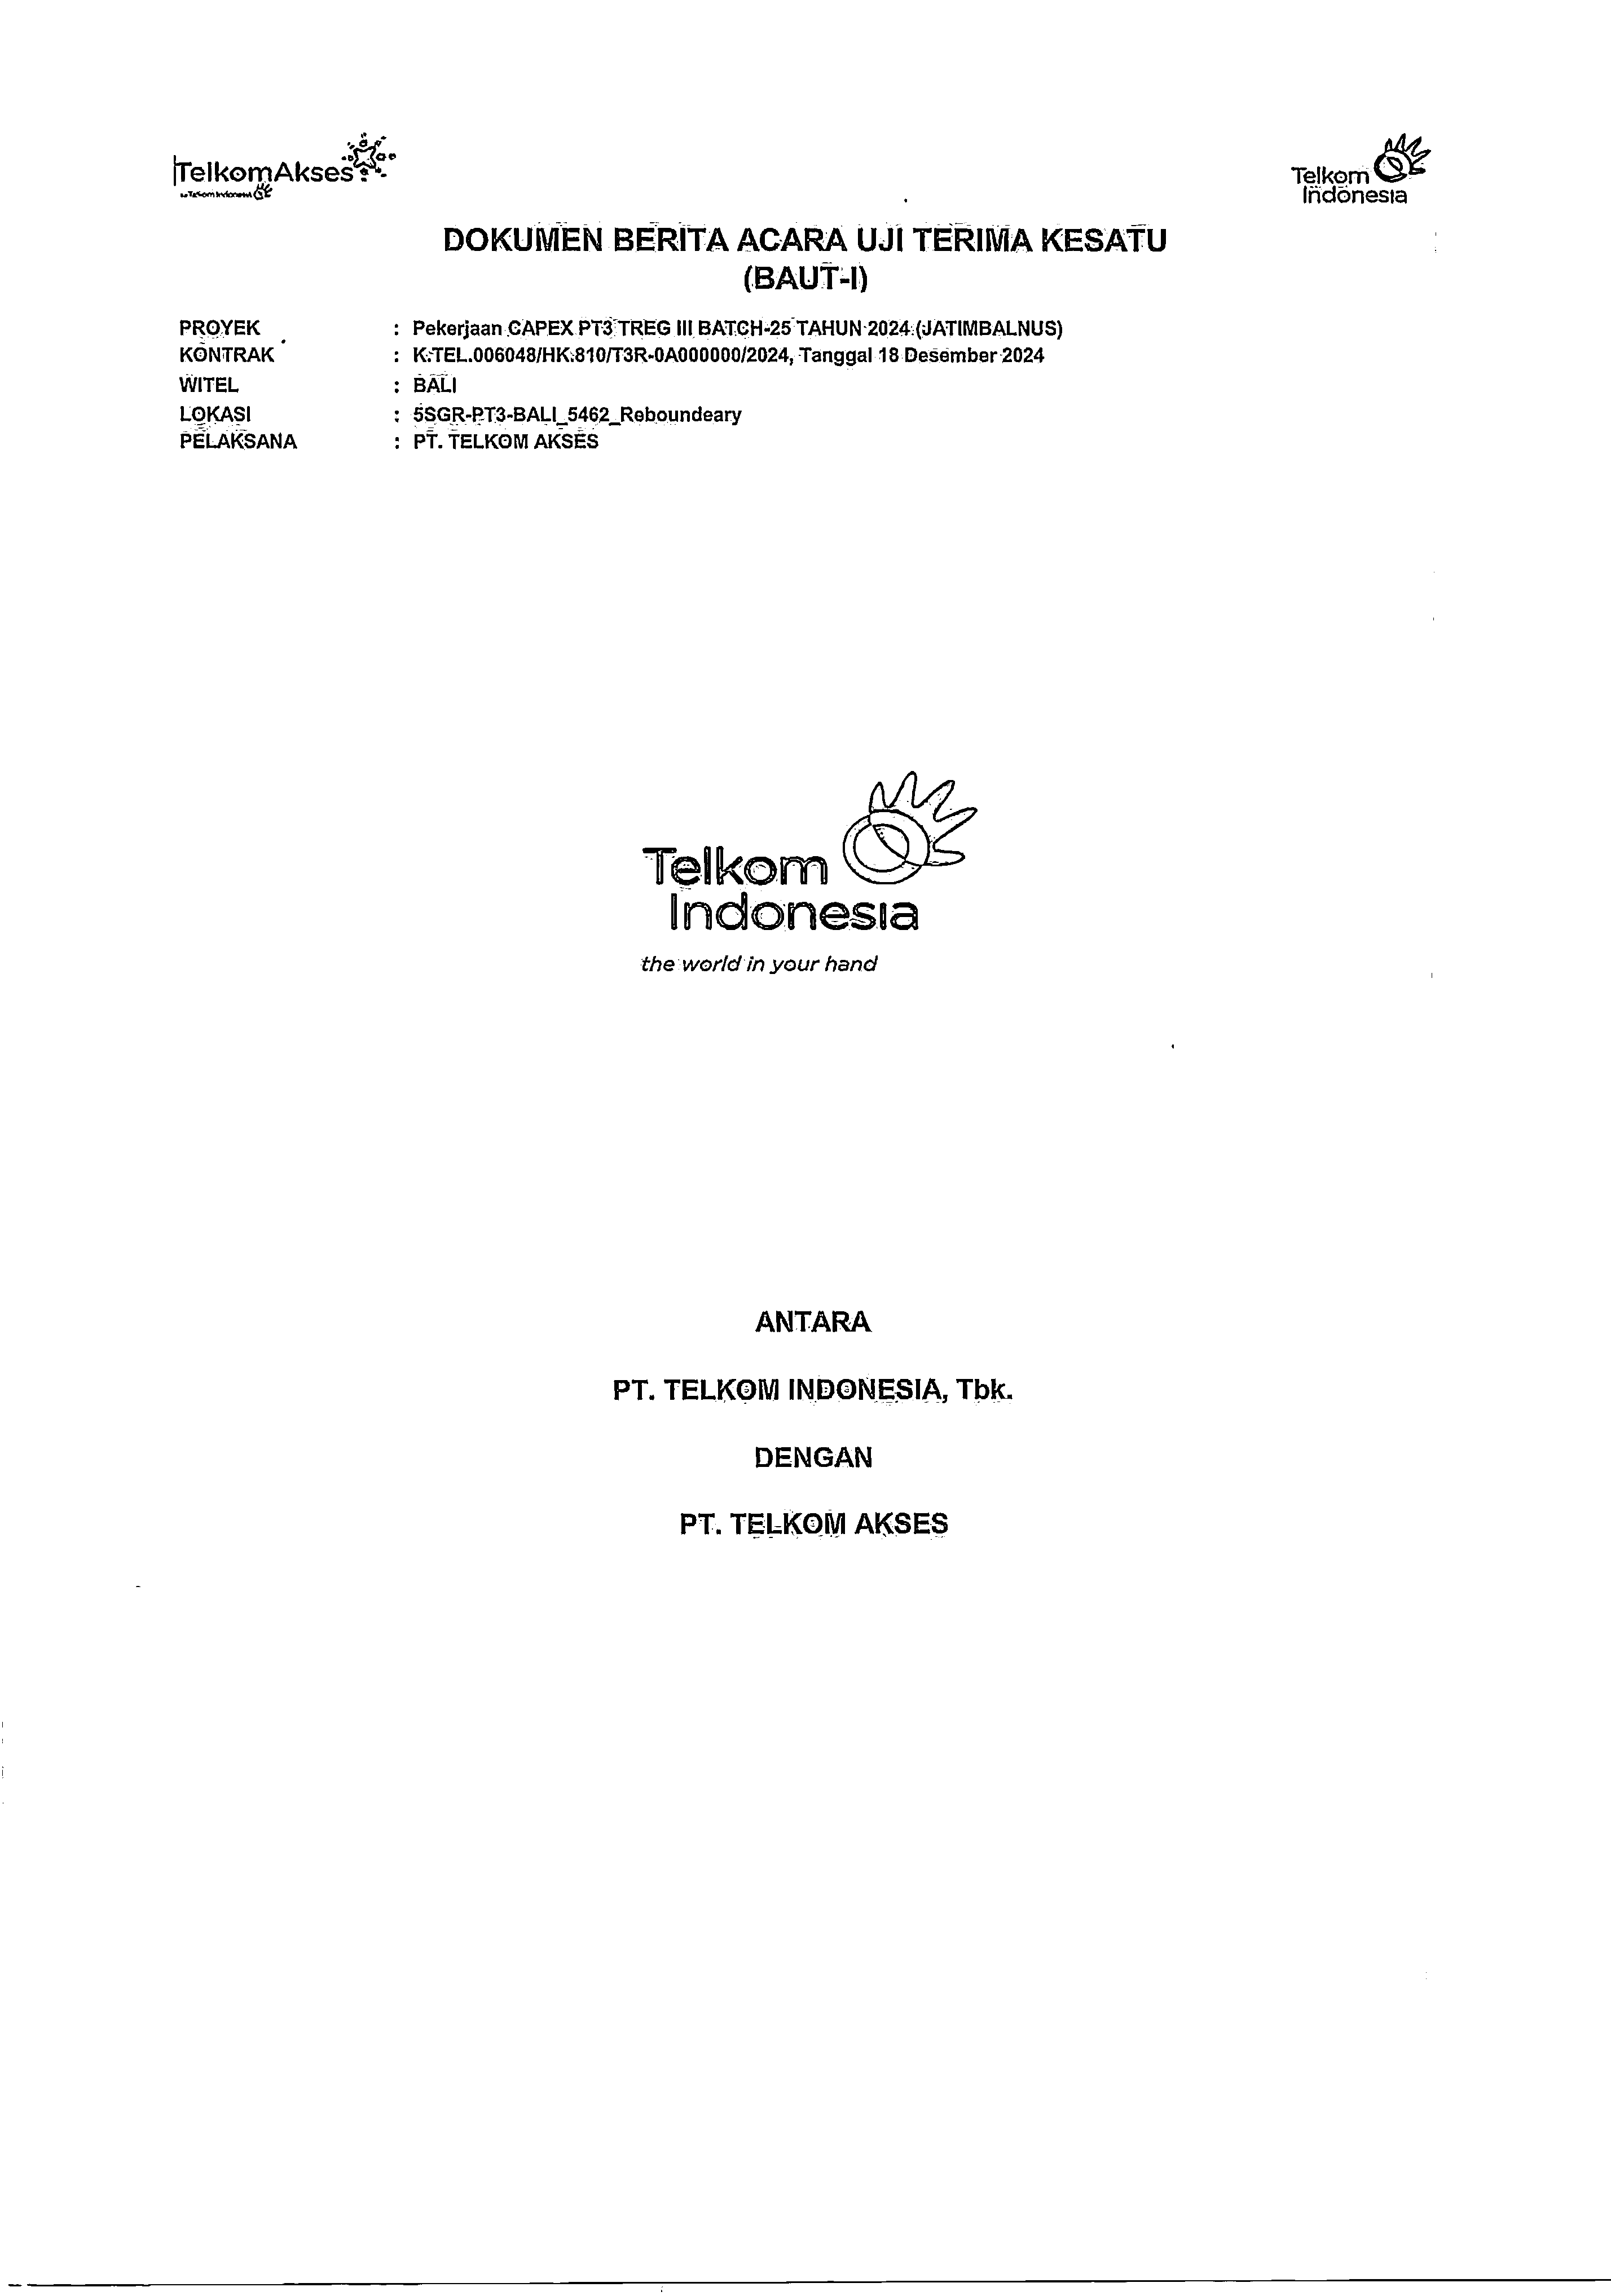 TelkomAkses
by Telkom Indonesia
Telkom
Indonesia
DOKUMEN BERITA ACARA UJI TERIMA KESATU
(BAUT-I)
PROYEK : Pekerjaan CAPEX PT3 TREG III BATCH-25 TAHUN 2024 (JATIMBALNUS)
KONTRAK : K.TEL.006048/HK.810/T3R-0A000000/2024, Tanggal 18 Desember 2024
WITEL : BALI
LOKASI : 5SGR-PT3-BALI_5462_Reboundeary
PELAKSANA : PT. TELKOM AKSES
Telkom
Indonesia
the world in your hand
ANTARA
PT. TELKOM INDONESIA, Tbk.
DENGAN
PT. TELKOM AKSES